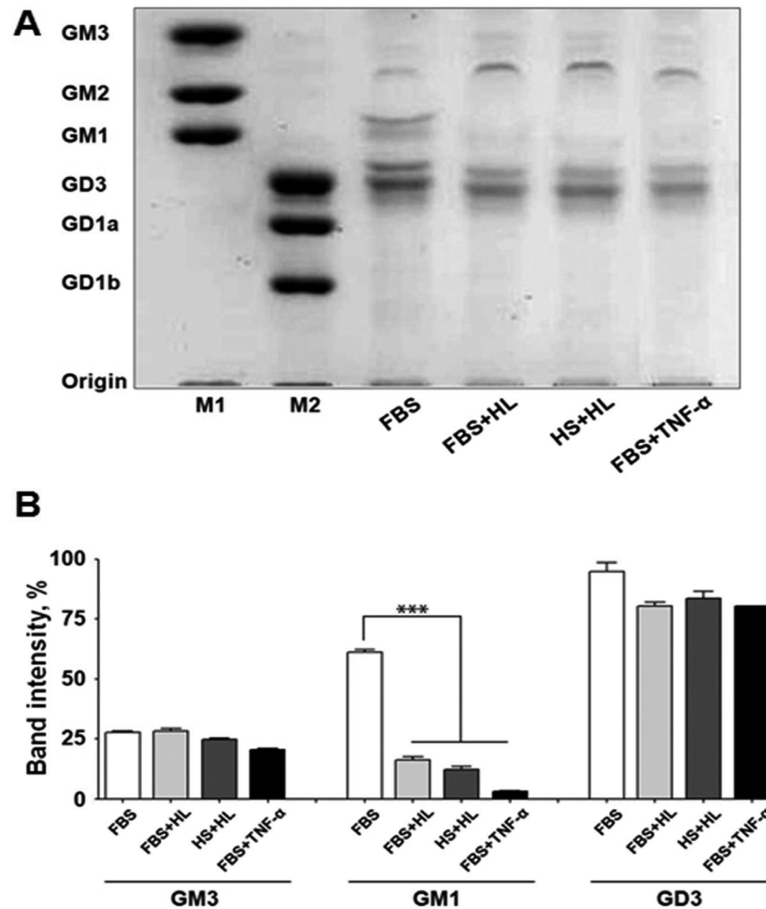 A
GM3
GM2
GM1
GD3
GD1a
GD1b
Origin
M1 M2 FBS FBS+HL HS+HL FBS+TNF-α
B
Band intensity, %
100
75
50
25
0
***
FBS FBS+HL HS+HL FBS+TNF-α FBS FBS+HL HS+HL FBS+TNF-α FBS FBS+HL HS+HL FBS+TNF-α
GM3 GM1 GD3